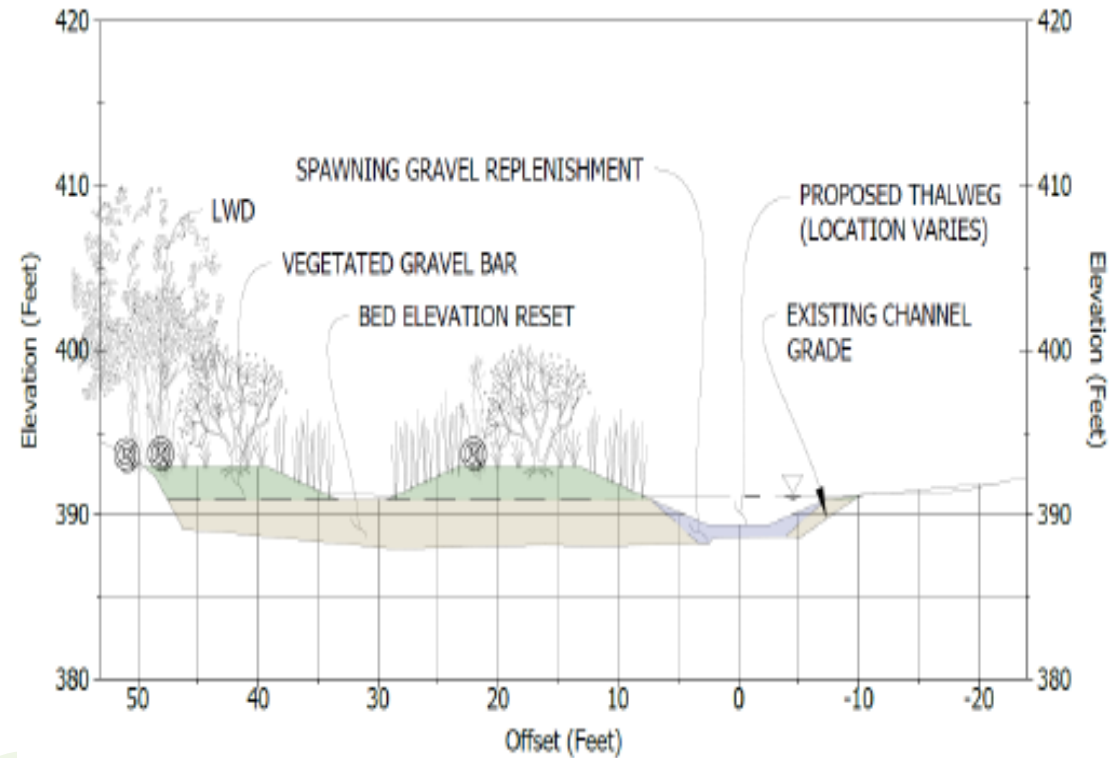 420
420
SPAWNING GRAVEL REPLENISHMENT
410
410
PROPOSED THALWEG
(LOCATION VARIES)
LWD
VEGETATED GRAVEL BAR
BED ELEVATION RESET
EXISTING CHANNEL
GRADE
Elevation (Feet)
Elevation (Feet)
400
400
390
390
380
380
50 40 30 20 10 0 -10 -20
Offset (Feet)